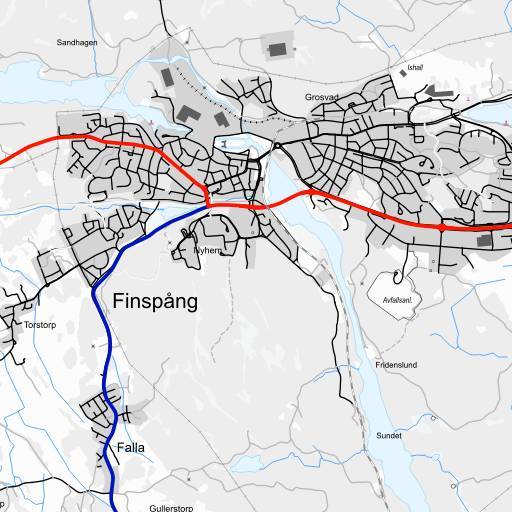 Sandhagen
Ishall
Grosvad
Nyhem
Finspång
Avfallsanl.
Torstorp
Fridenslund
Sundet
Falla
Gullerstorp